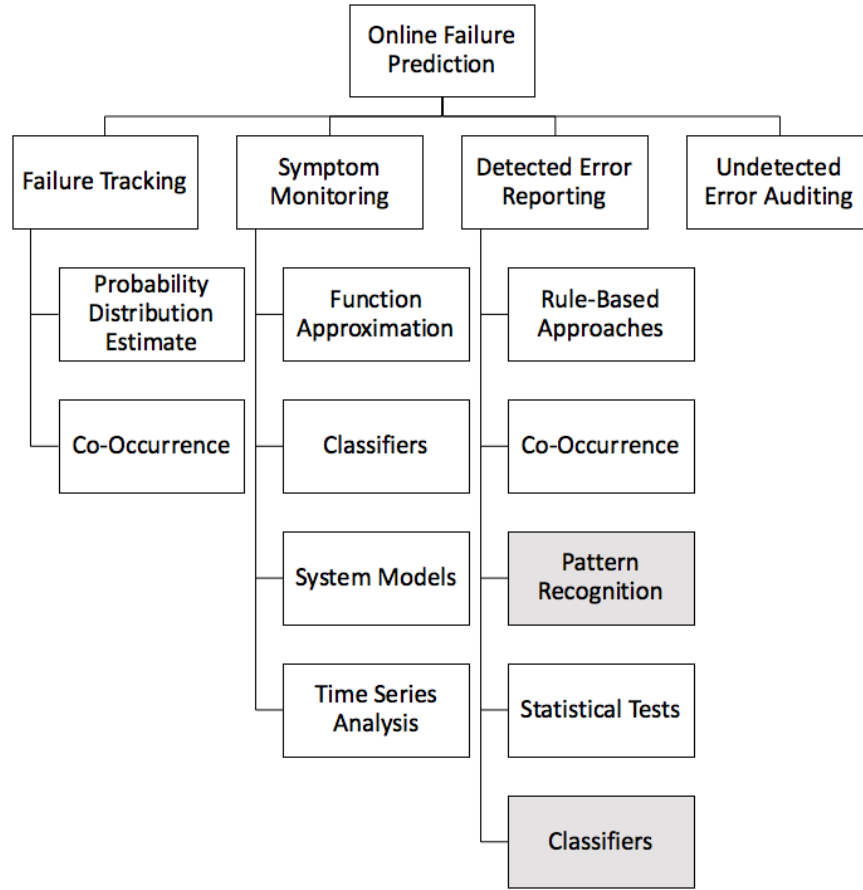 Online Failure
Prediction
Failure Tracking
Symptom
Monitoring
Detected Error
Reporting
Undetected
Error Auditing
Probability
Distribution
Estimate
Function
Approximation
Rule-Based
Approaches
Co-Occurrence
Classifiers
Co-Occurrence
System Models
Pattern
Recognition
Time Series
Analysis
Statistical Tests
Classifiers